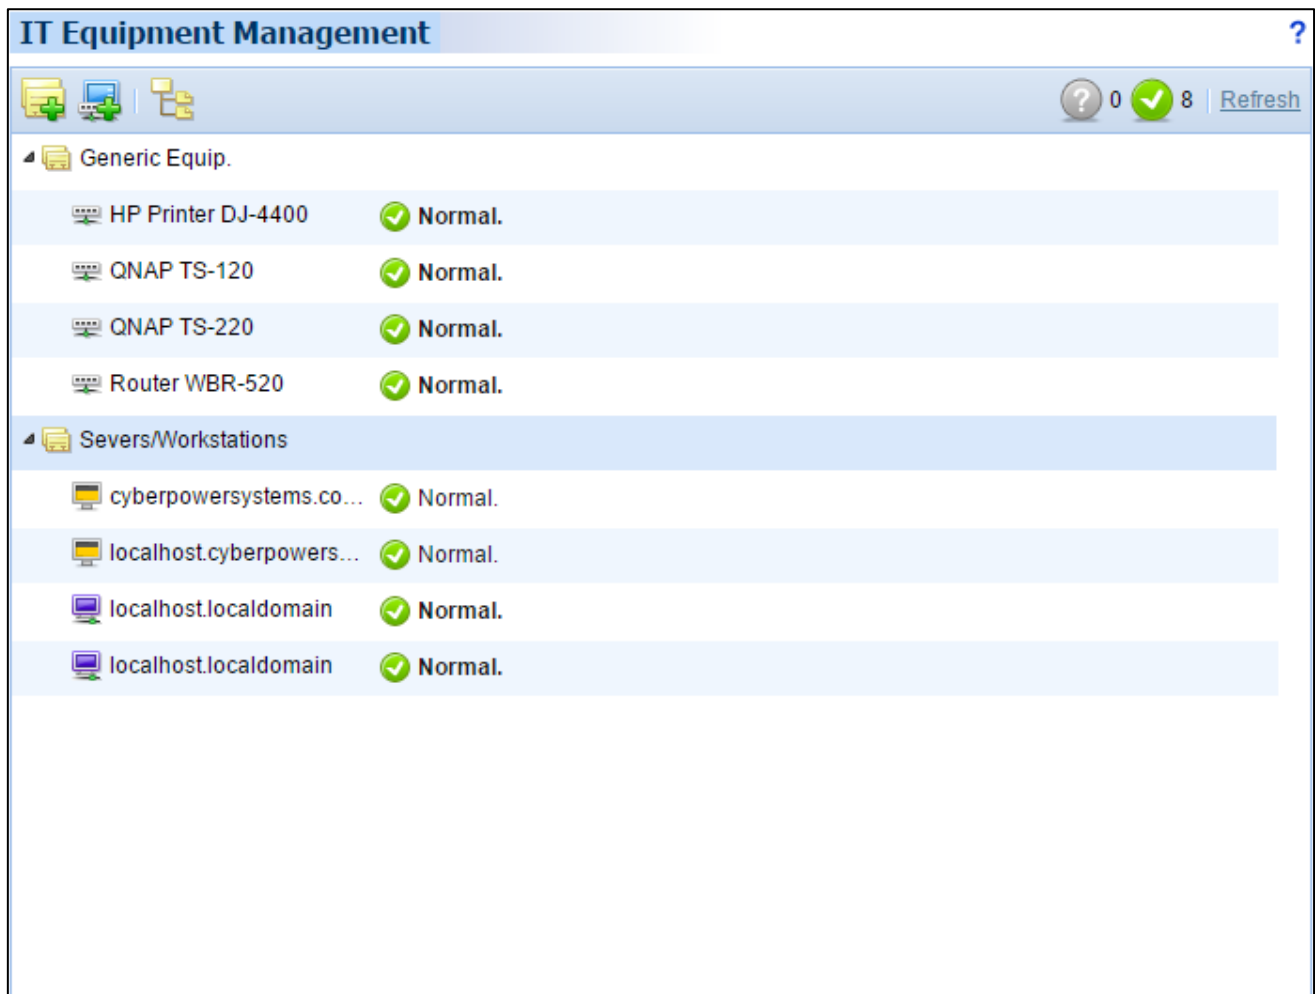 IT Equipment Management ?
? 0 8 Refresh
Generic Equip.
HP Printer DJ-4400 Normal.
QNAP TS-120 Normal.
QNAP TS-220 Normal.
Router WBR-520 Normal.
Severs/Workstations
cyberpowersystems.co... Normal.
localhost.cyberpowers... Normal.
localhost.localdomain Normal.
localhost.localdomain Normal.